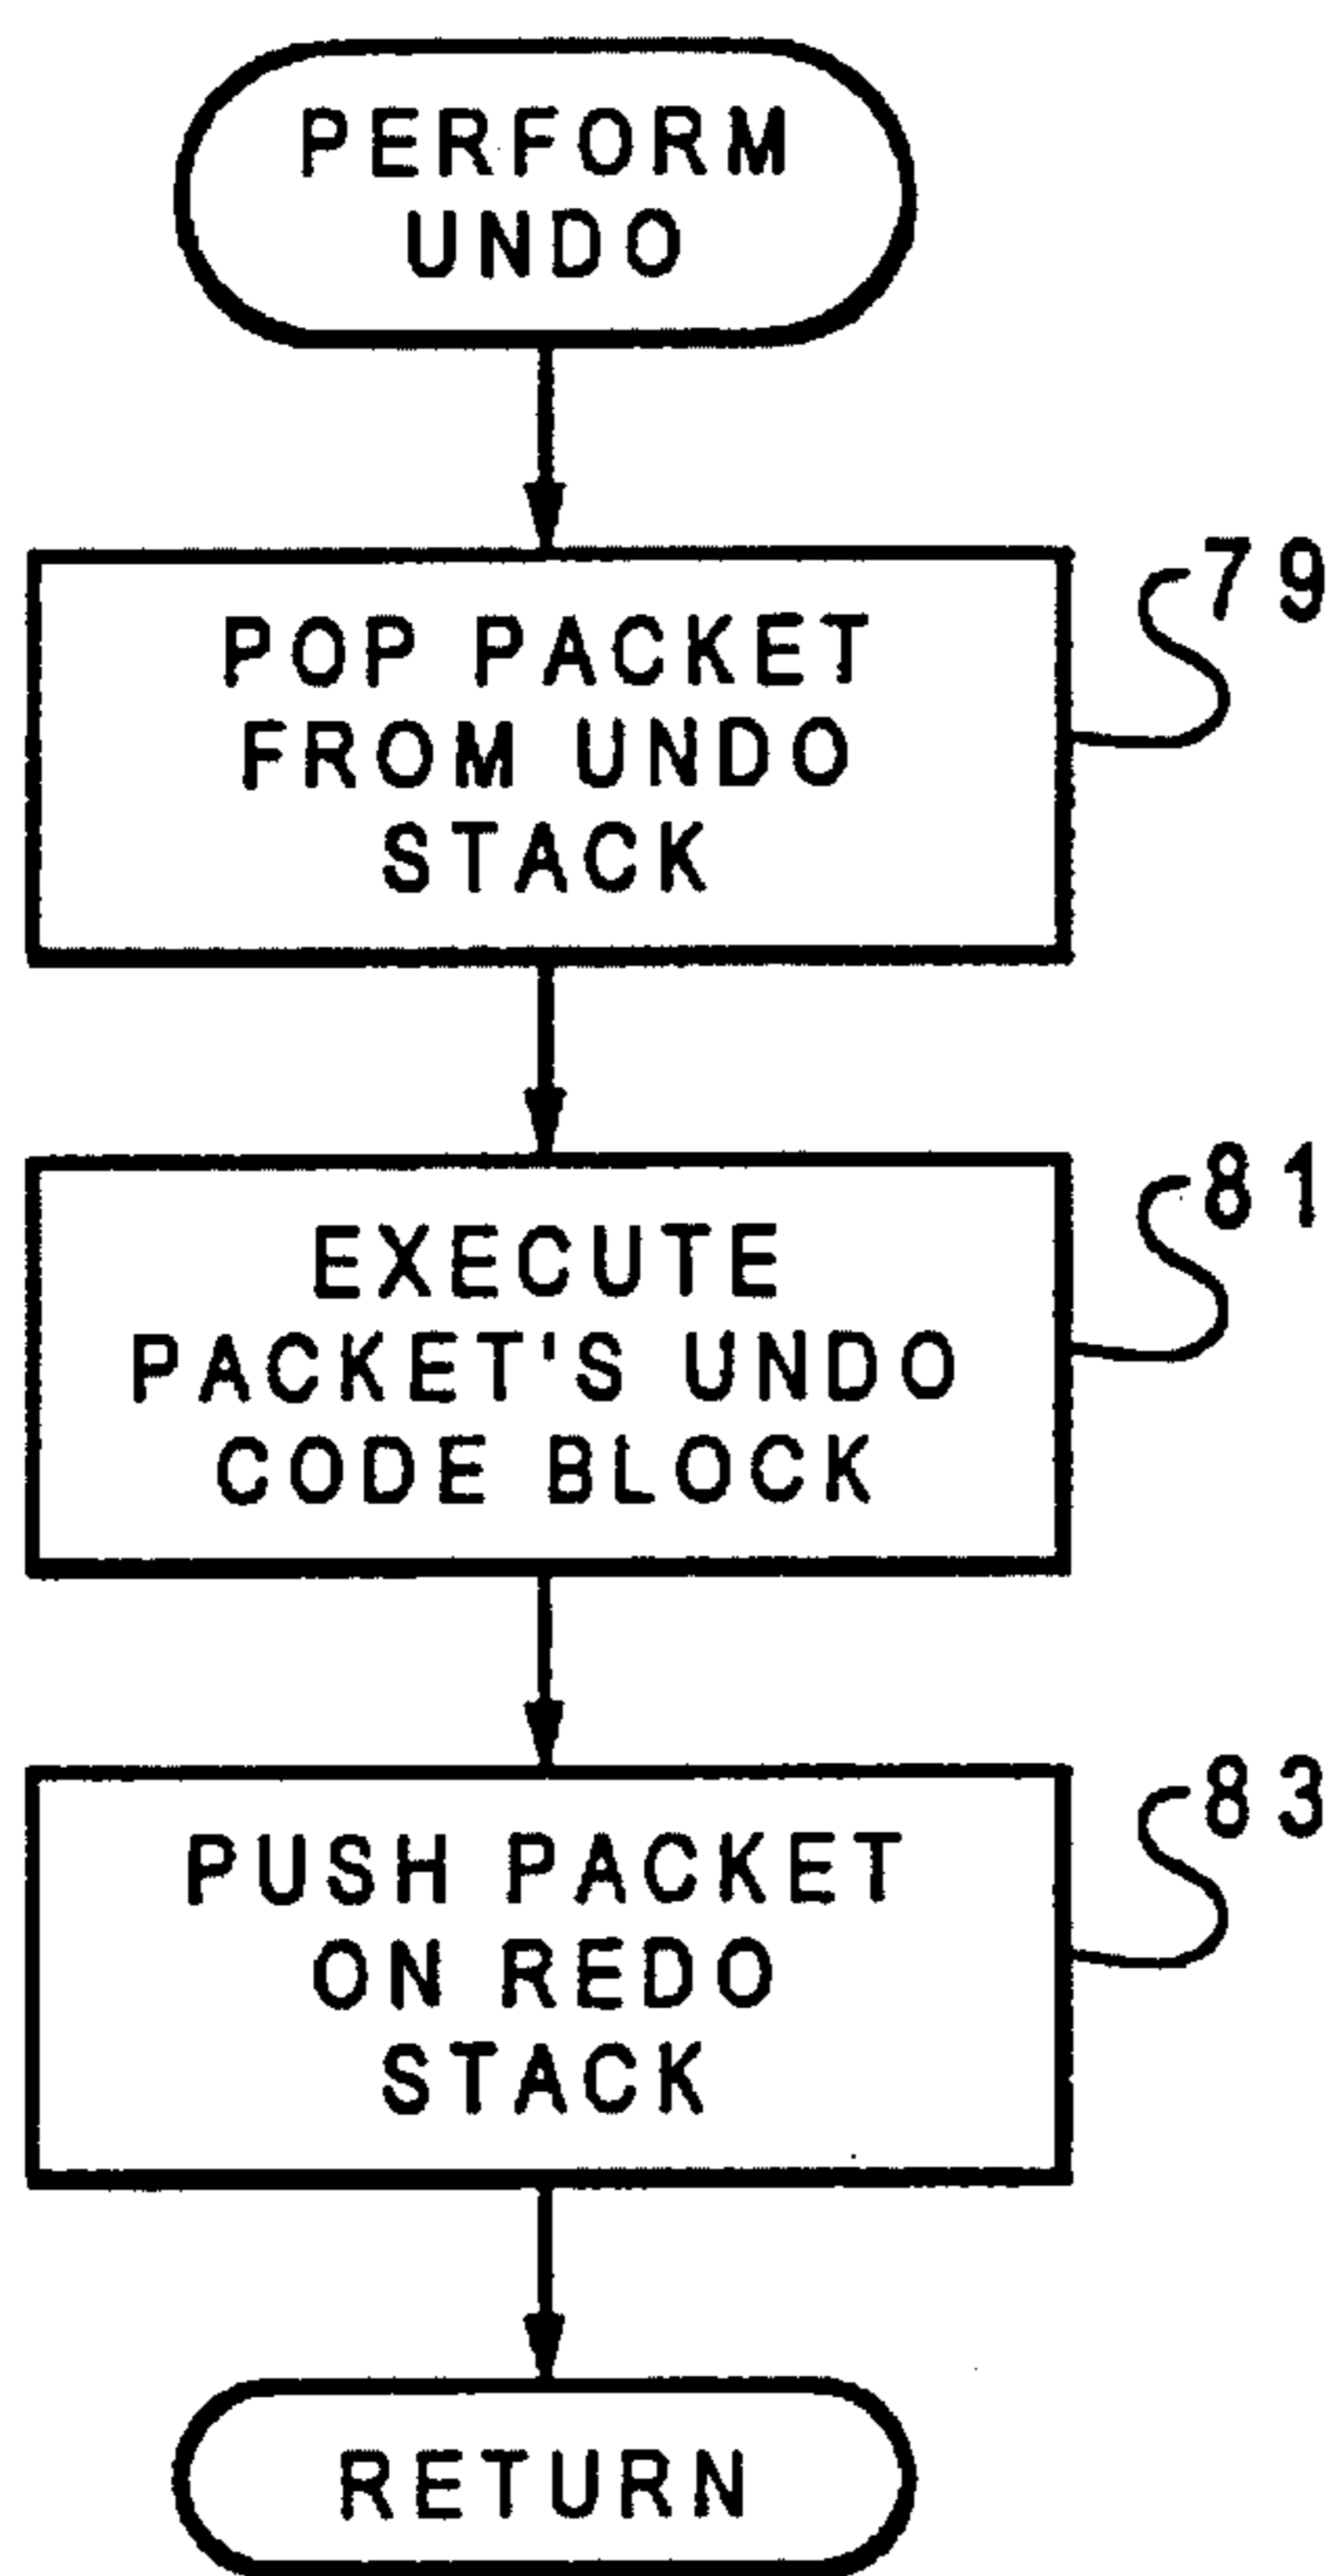 PERFORM
UNDO
POP PACKET
FROM UNDO
STACK
79
EXECUTE
PACKET'S UNDO
CODE BLOCK
81
PUSH PACKET
ON REDO
STACK
83
RETURN